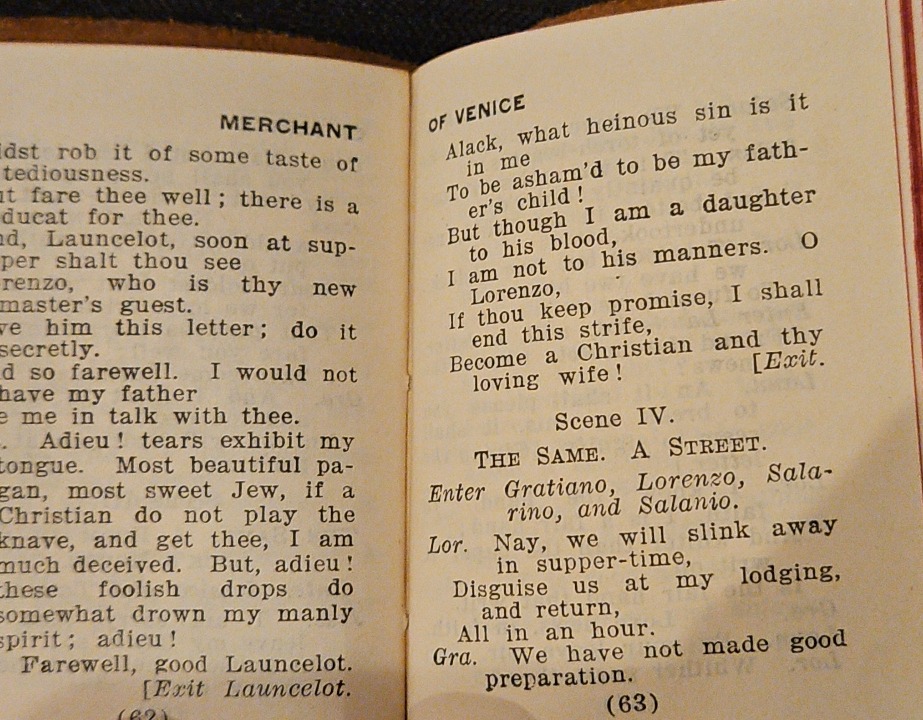 MERCHANT
rob it of some taste of
tediousness.
fare thee well; there is a
ducat for thee.
Launcelot, soon at sup-
per shalt thou see
who is thy new
master's guest.
him this letter; do it
secretly.
so farewell. I would not
have my father
me in talk with thee.
Adieu! tears exhibit my
tongue. Most beautiful pa-
gan, most sweet Jew, if a
Christian do not play the
knave, and get thee, I am
much deceived. But, adieu!
these foolish drops do
somewhat drown my manly
spirit; adieu!
Farewell, good Launcelot.
[Exit Launcelot.
(62)
OF VENICE
Alack, what heinous sin is it
in me
To be asham'd to be my fath-
er's child!
But though I am a daughter
to his blood,
I am not to his manners. O
Lorenzo,
If thou keep promise, I shall
end this strife,
Become a Christian and thy
loving wife! [Exit.
Scene IV.
THE SAME. A STREET.
Enter Gratiano, Lorenzo, Sala-
rino, and Salanio.
Lor. Nay, we will slink away
in supper-time,
Disguise us at my lodging,
and return,
All in an hour.
Gra. We have not made good
preparation.
(63)